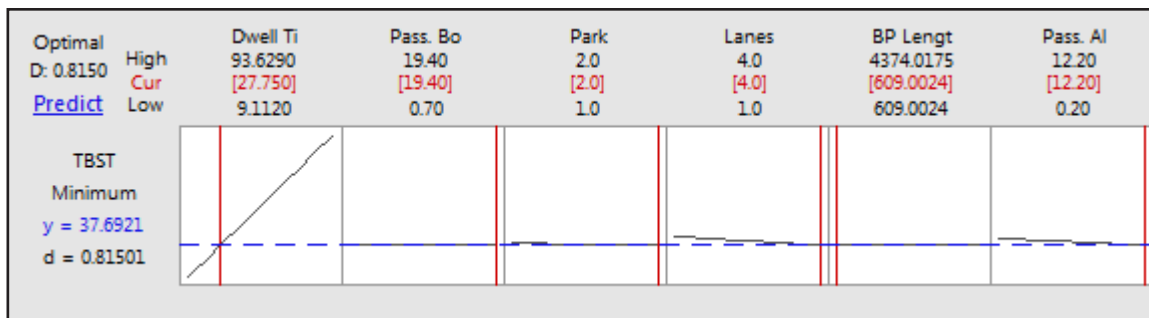 Optimal
D: 0.8150
Predict
High
Cur
Low
Dwell Ti
93.6290
[27.750]
9.1120
Pass. Bo
19.40
[19.40]
0.70
Park
2.0
[2.0]
1.0
Lanes
4.0
[4.0]
1.0
BP Lengt
4374.0175
[609.0024]
609.0024
Pass. Al
12.20
[12.20]
0.20
TBST
Minimum
y = 37.6921
d = 0.81501